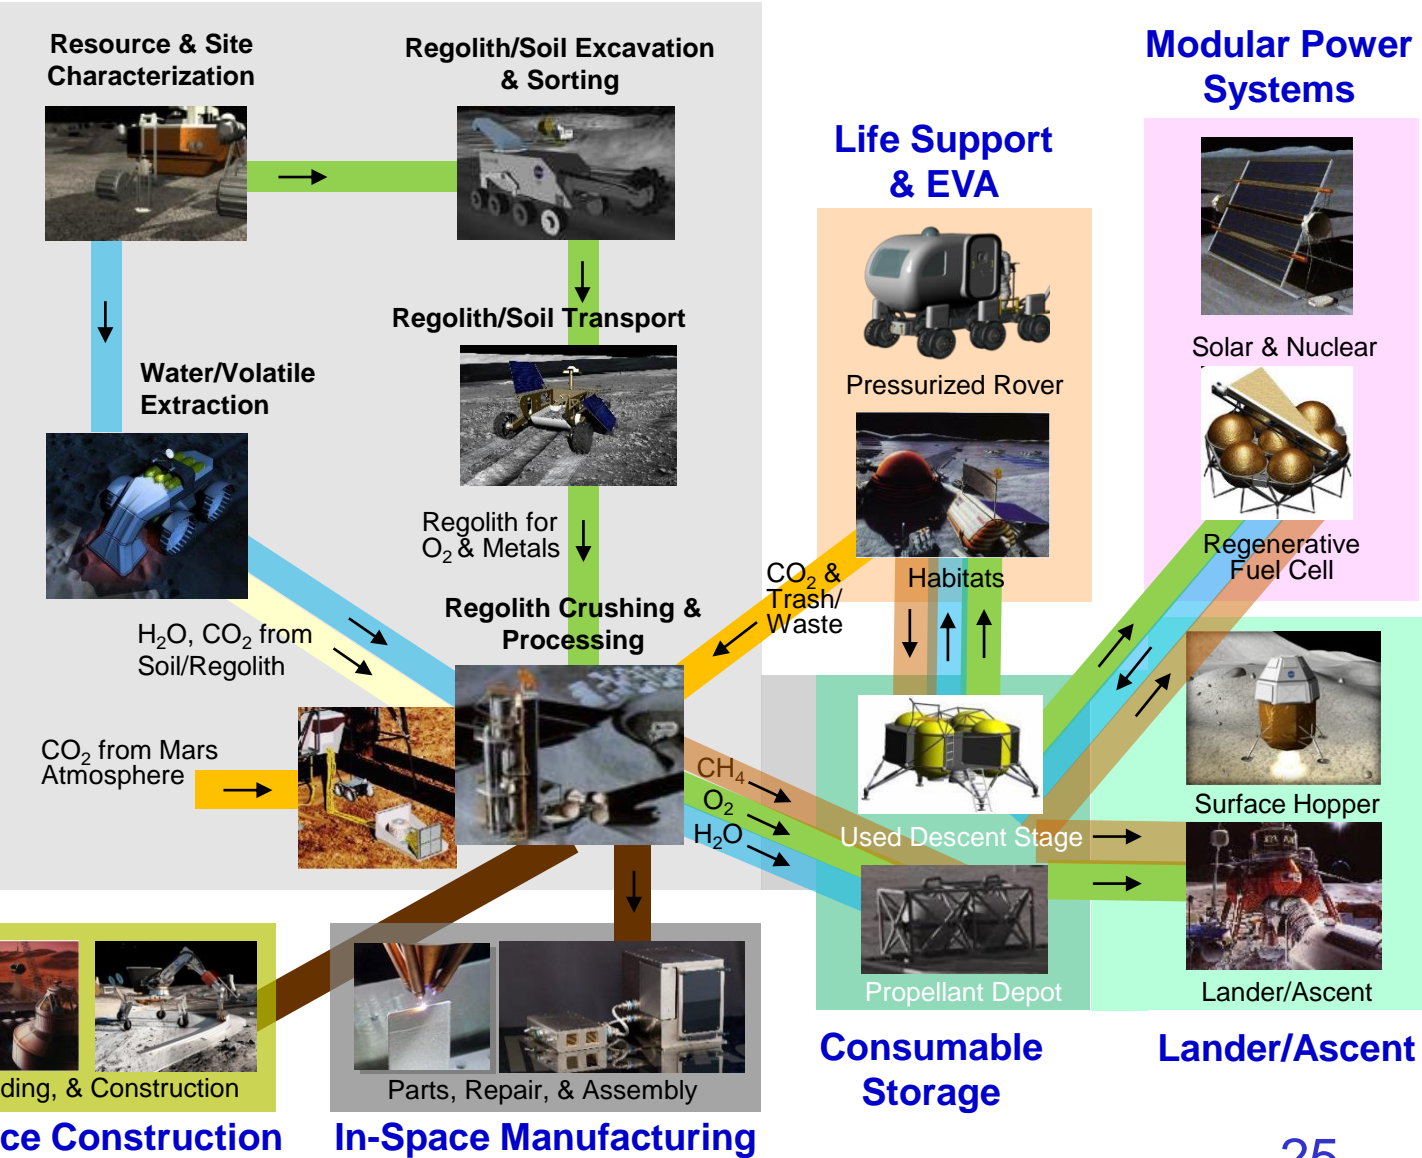 Resource & Site
Characterization
Regolith/Soil Excavation
& Sorting
Modular Power
Systems
Life Support
& EVA
Regolith/Soil Transport
Solar & Nuclear
Water/Volatile
Extraction
Pressurized Rover
Regolith for
O2 & Metals
Regenerative
Fuel Cell
CO2 &
Trash/
Waste
Habitats
Regolith Crushing &
Processing
H2O, CO2 from
Soil/Regolith
CO2 from Mars
Atmosphere
CH4
O2
H2O
Surface Hopper
Used Descent Stage
Propellant Depot
Lander/Ascent
Consumable
Storage
Lander/Ascent
ding, & Construction
Parts, Repair, & Assembly
ce Construction
In-Space Manufacturing
25